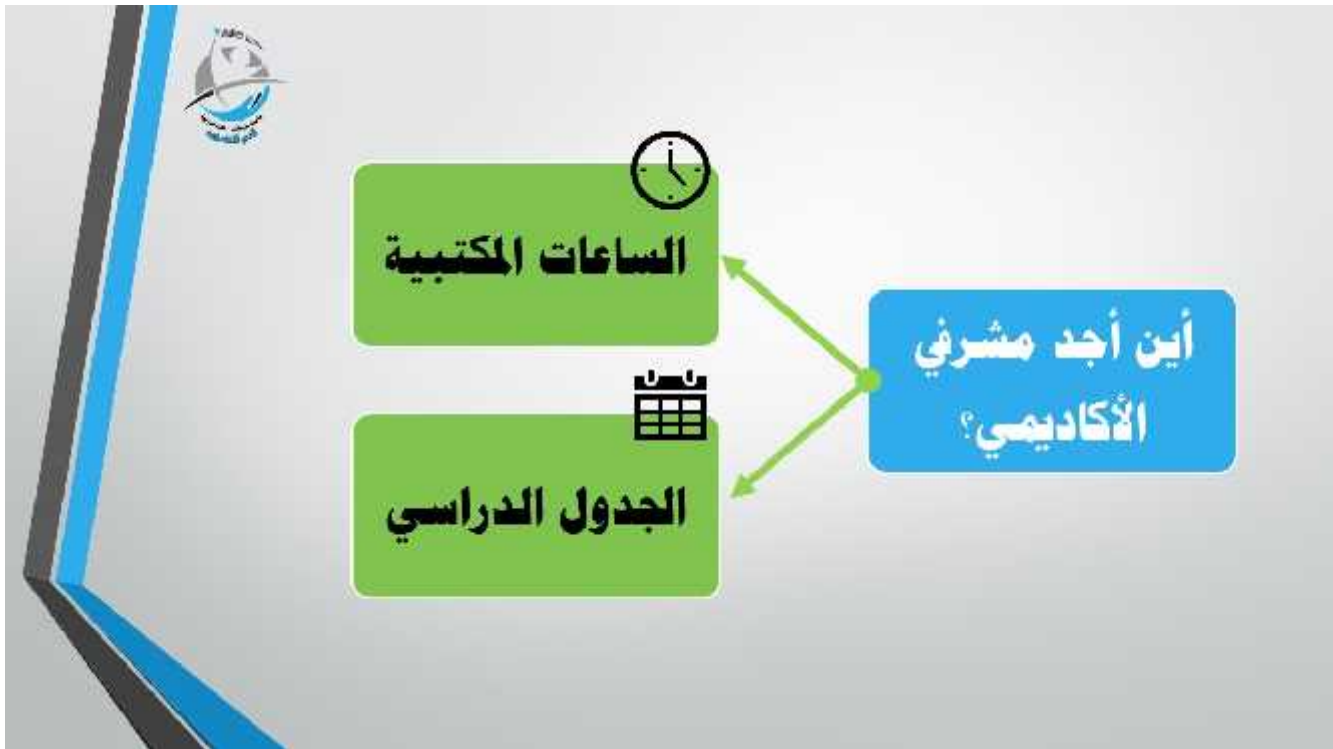 أين أجد مشرفي
الأكاديمي؟
الساعات المكتبية
الجدول الدراسي